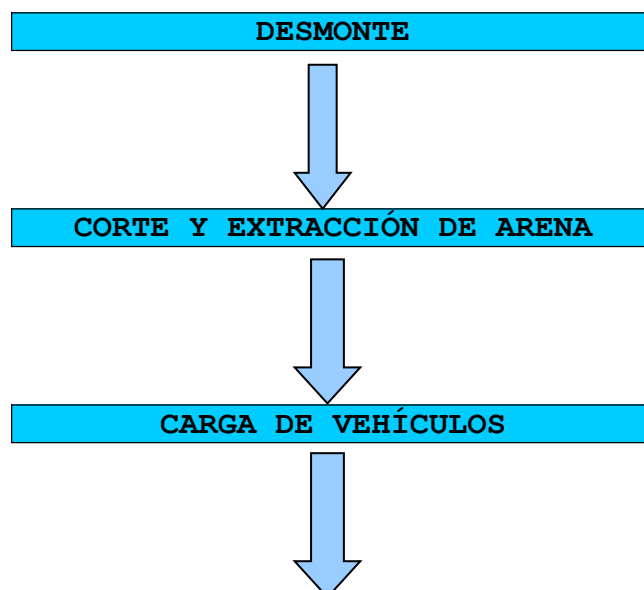 DESMONTE
CORTE Y EXTRACCIÓN DE ARENA
CARGA DE VEHÍCULOS